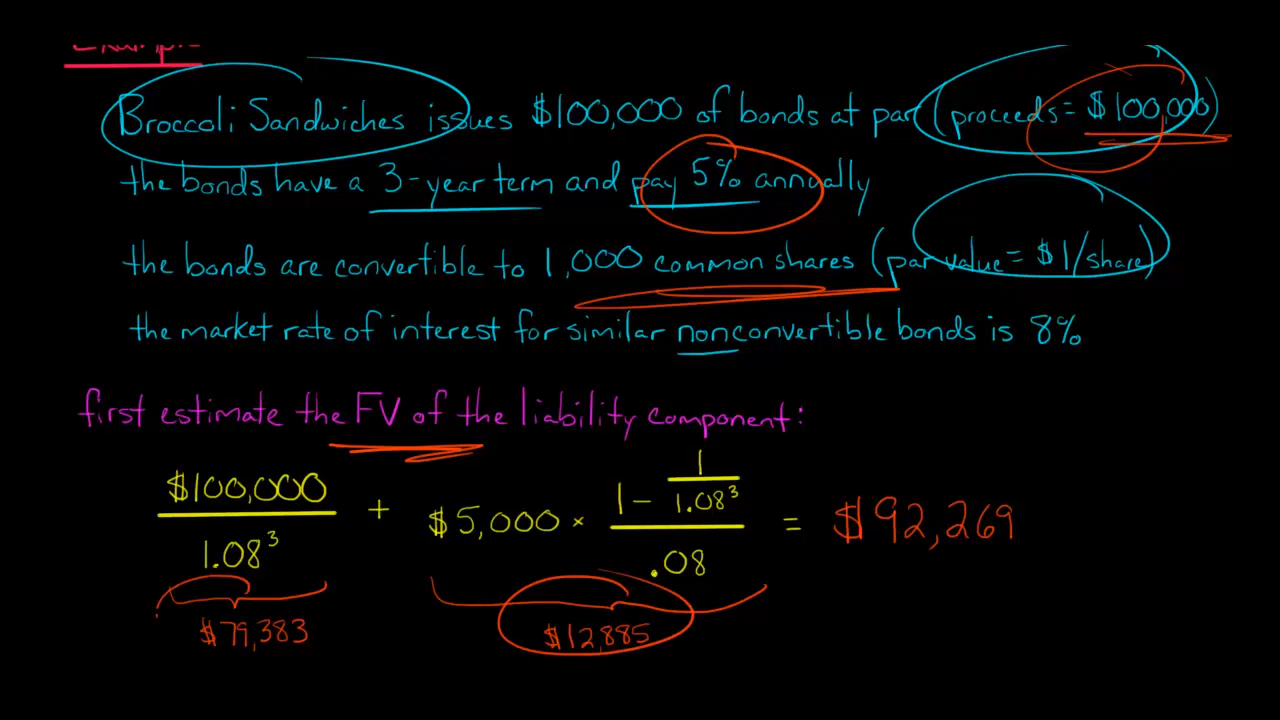 Example
Broccoli Sandwiches issues $100,000 of bonds at par (proceeds = $100,000)
the bonds have a 3-year term and pay 5% annually
the bonds are convertible to 1,000 common shares (par value = $1/share)
the market rate of interest for similar nonconvertible bonds is 8%
first estimate the FV of the liability component:
$100,000 / 1.08³ + $5,000 × (1 - 1 / 1.08³) / .08 = $92,269
$79,383 $12,885